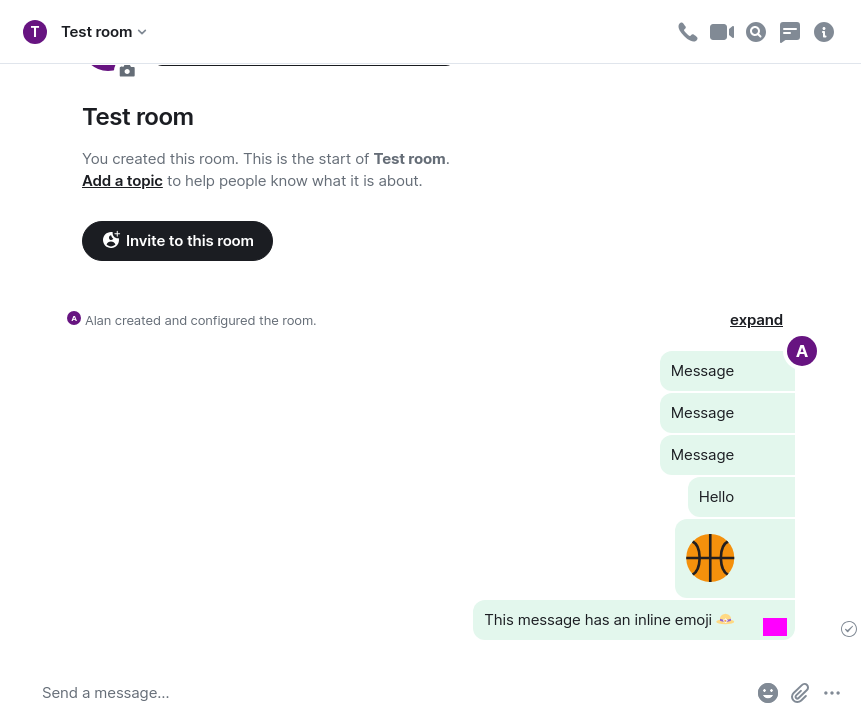 T Test room
Test room
You created this room. This is the start of Test room.
Add a topic to help people know what it is about.
Invite to this room
A Alan created and configured the room. expand
A
Message
Message
Message
Hello
This message has an inline emoji 👒
Send a message…